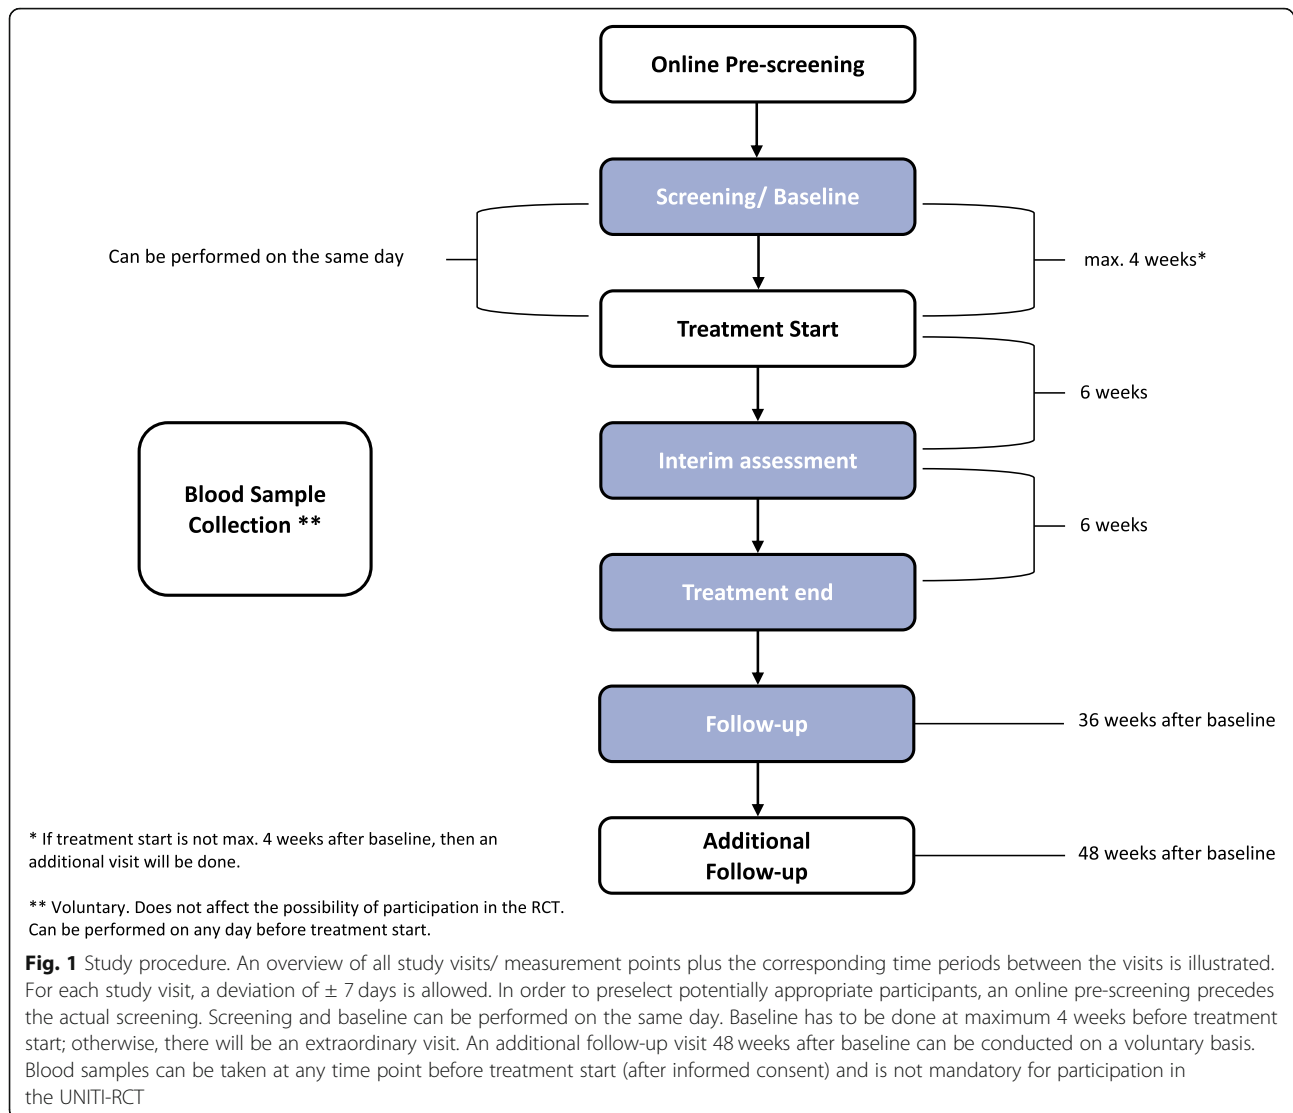 Online Pre-screening
Screening/ Baseline
Can be performed on the same day
max. 4 weeks*
Treatment Start
6 weeks
Interim assessment
Blood Sample
Collection **
6 weeks
Treatment end
Follow-up
36 weeks after baseline
Additional
Follow-up
48 weeks after baseline
* If treatment start is not max. 4 weeks after baseline, then an
additional visit will be done.
** Voluntary. Does not affect the possibility of participation in the RCT.
Can be performed on any day before treatment start.
Fig. 1 Study procedure. An overview of all study visits/ measurement points plus the corresponding time periods between the visits is illustrated.
For each study visit, a deviation of ± 7 days is allowed. In order to preselect potentially appropriate participants, an online pre-screening precedes
the actual screening. Screening and baseline can be performed on the same day. Baseline has to be done at maximum 4 weeks before treatment
start; otherwise, there will be an extraordinary visit. An additional follow-up visit 48 weeks after baseline can be conducted on a voluntary basis.
Blood samples can be taken at any time point before treatment start (after informed consent) and is not mandatory for participation in
the UNITI-RCT